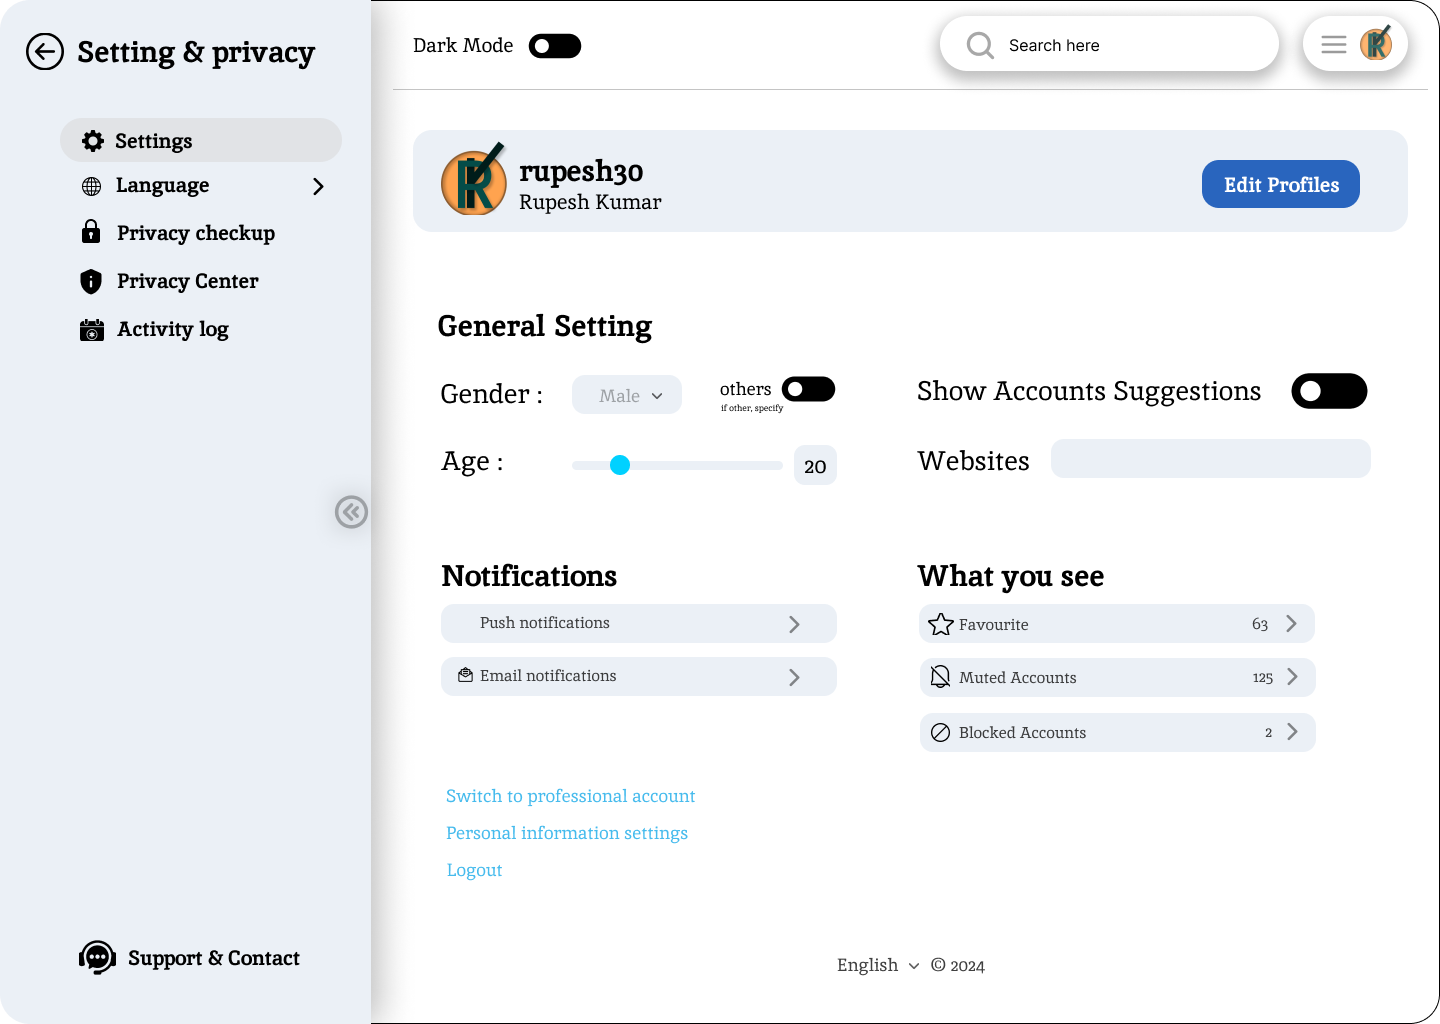 Setting & privacy
Settings
Language
Privacy checkup
Privacy Center
Activity log
Support & Contact
Dark Mode
Search here
rupesh30
Rupesh Kumar
Edit Profiles
General Setting
Gender :
Male
others
if other, specify
Age :
20
Show Accounts Suggestions
Websites
Notifications
Push notifications
Email notifications
What you see
Favourite 63
Muted Accounts 125
Blocked Accounts 2
Switch to professional account
Personal information settings
Logout
English © 2024